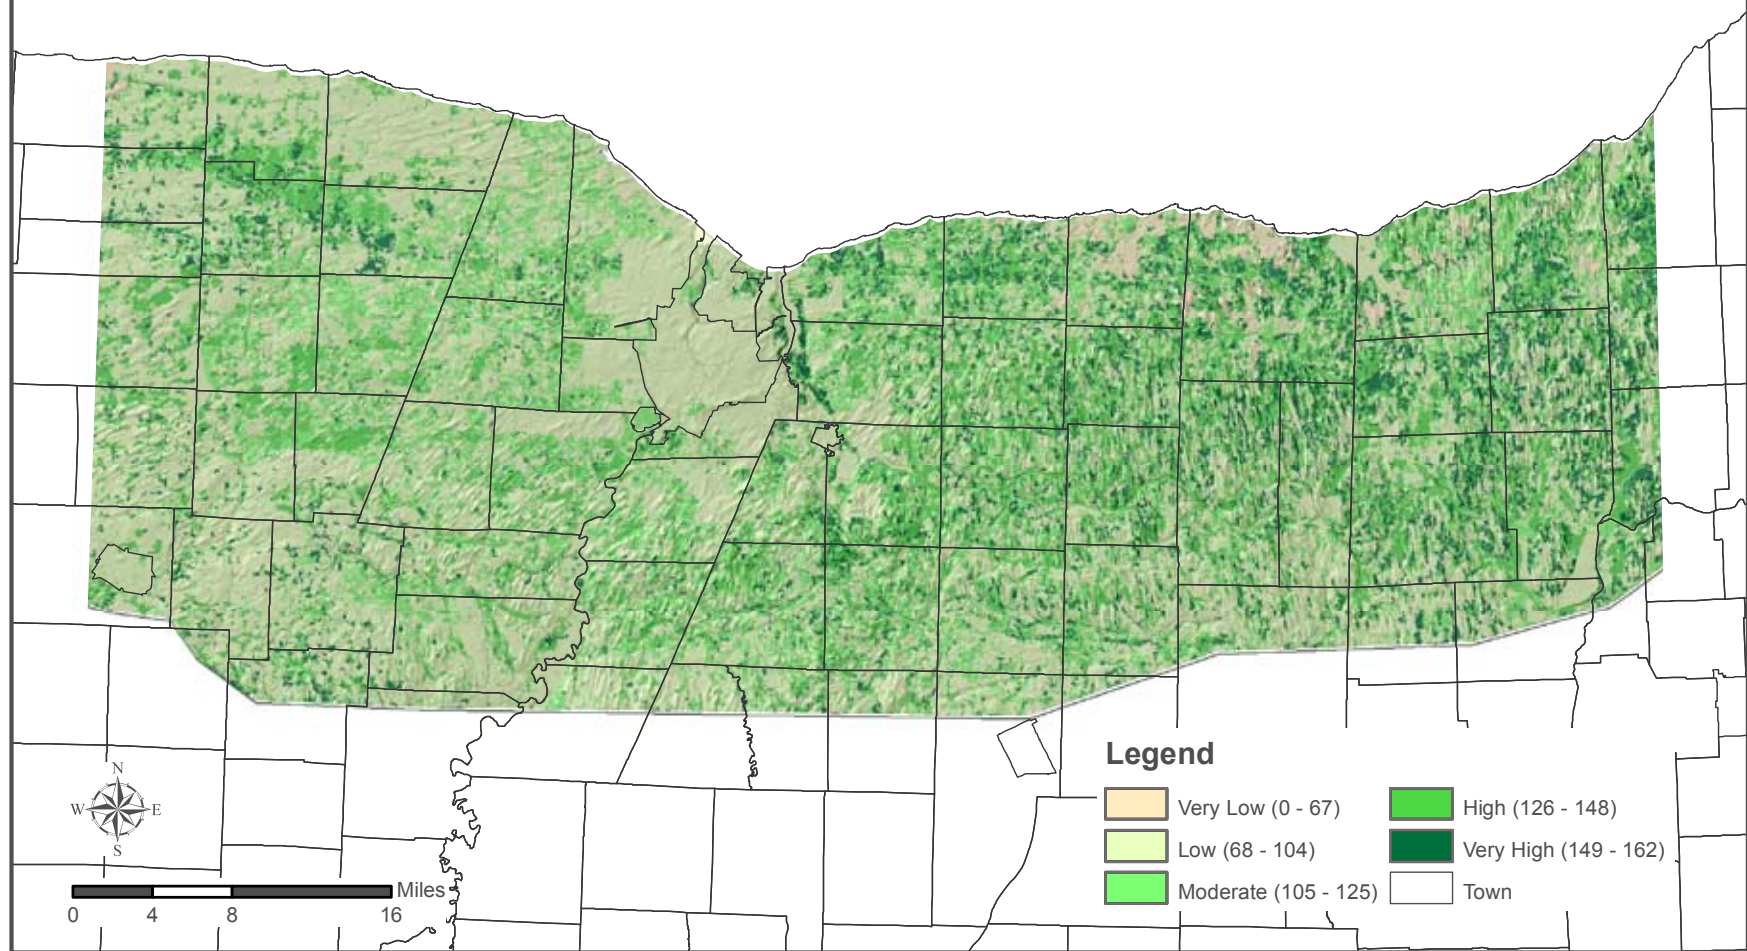 Legend
Very Low (0 - 67)
Low (68 - 104)
Moderate (105 - 125)
High (126 - 148)
Very High (149 - 162)
Town
N
W E
S
Miles
0 4 8 16